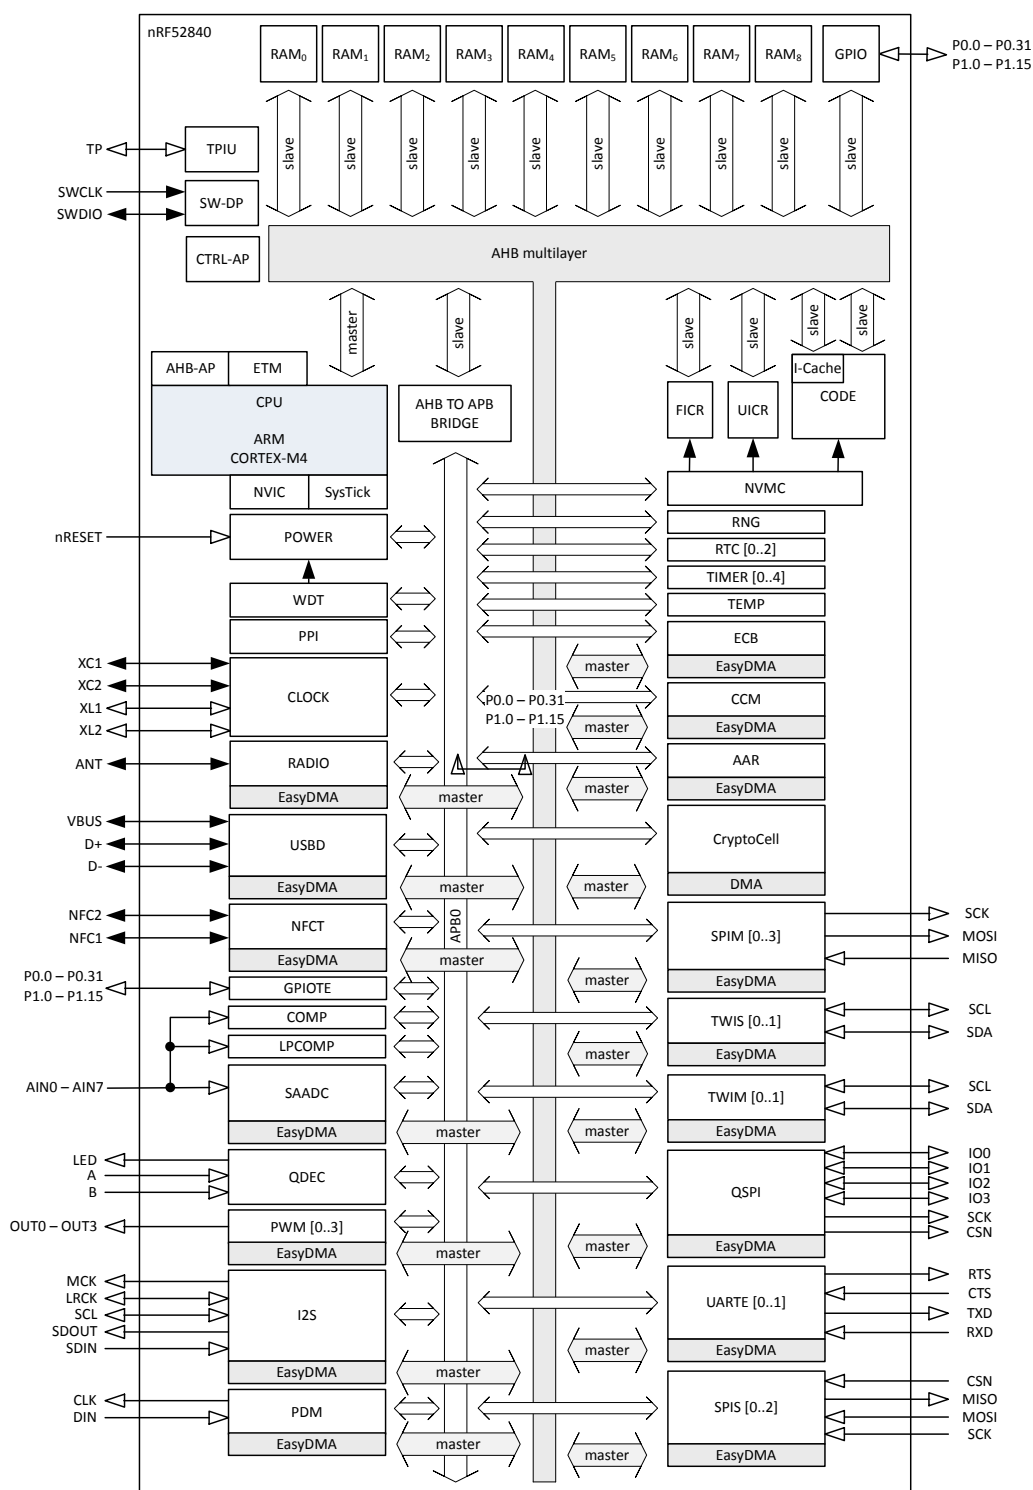 nRF52840
RAM0
RAM1
RAM2
RAM3
RAM4
RAM5
RAM6
RAM7
RAM8
GPIO
P0.0 – P0.31
P1.0 – P1.15
slave
slave
slave
slave
slave
slave
slave
slave
slave
slave
TP
TPIU
SWCLK
SWDIO
SW-DP
CTRL-AP
AHB multilayer
master
slave
slave
slave
slave
slave
AHB-AP
ETM
CPU
ARM
CORTEX-M4
NVIC
SysTick
AHB TO APB
BRIDGE
FICR
UICR
I-Cache
CODE
NVMC
nRESET
POWER
RNG
RTC [0..2]
TIMER [0..4]
WDT
TEMP
PPI
ECB
EasyDMA
master
XC1
XC2
XL1
XL2
CLOCK
P0.0 – P0.31
P1.0 – P1.15
CCM
EasyDMA
master
ANT
RADIO
EasyDMA
master
AAR
EasyDMA
master
VBUS
D+
D-
USBD
EasyDMA
master
CryptoCell
DMA
master
APB0
NFC2
NFC1
NFCT
EasyDMA
master
SPIM [0..3]
EasyDMA
master
SCK
MOSI
MISO
P0.0 – P0.31
P1.0 – P1.15
GPIOTE
COMP
LPCOMP
TWIS [0..1]
EasyDMA
master
SCL
SDA
AIN0 – AIN7
SAADC
EasyDMA
master
TWIM [0..1]
EasyDMA
master
SCL
SDA
LED
A
B
QDEC
QSPI
EasyDMA
master
IO0
IO1
IO2
IO3
SCK
CSN
OUT0 – OUT3
PWM [0..3]
EasyDMA
master
MCK
LRCK
SCL
SDOUT
SDIN
I2S
EasyDMA
master
UARTE [0..1]
EasyDMA
master
RTS
CTS
TXD
RXD
CLK
DIN
PDM
EasyDMA
master
SPIS [0..2]
EasyDMA
master
CSN
MISO
MOSI
SCK